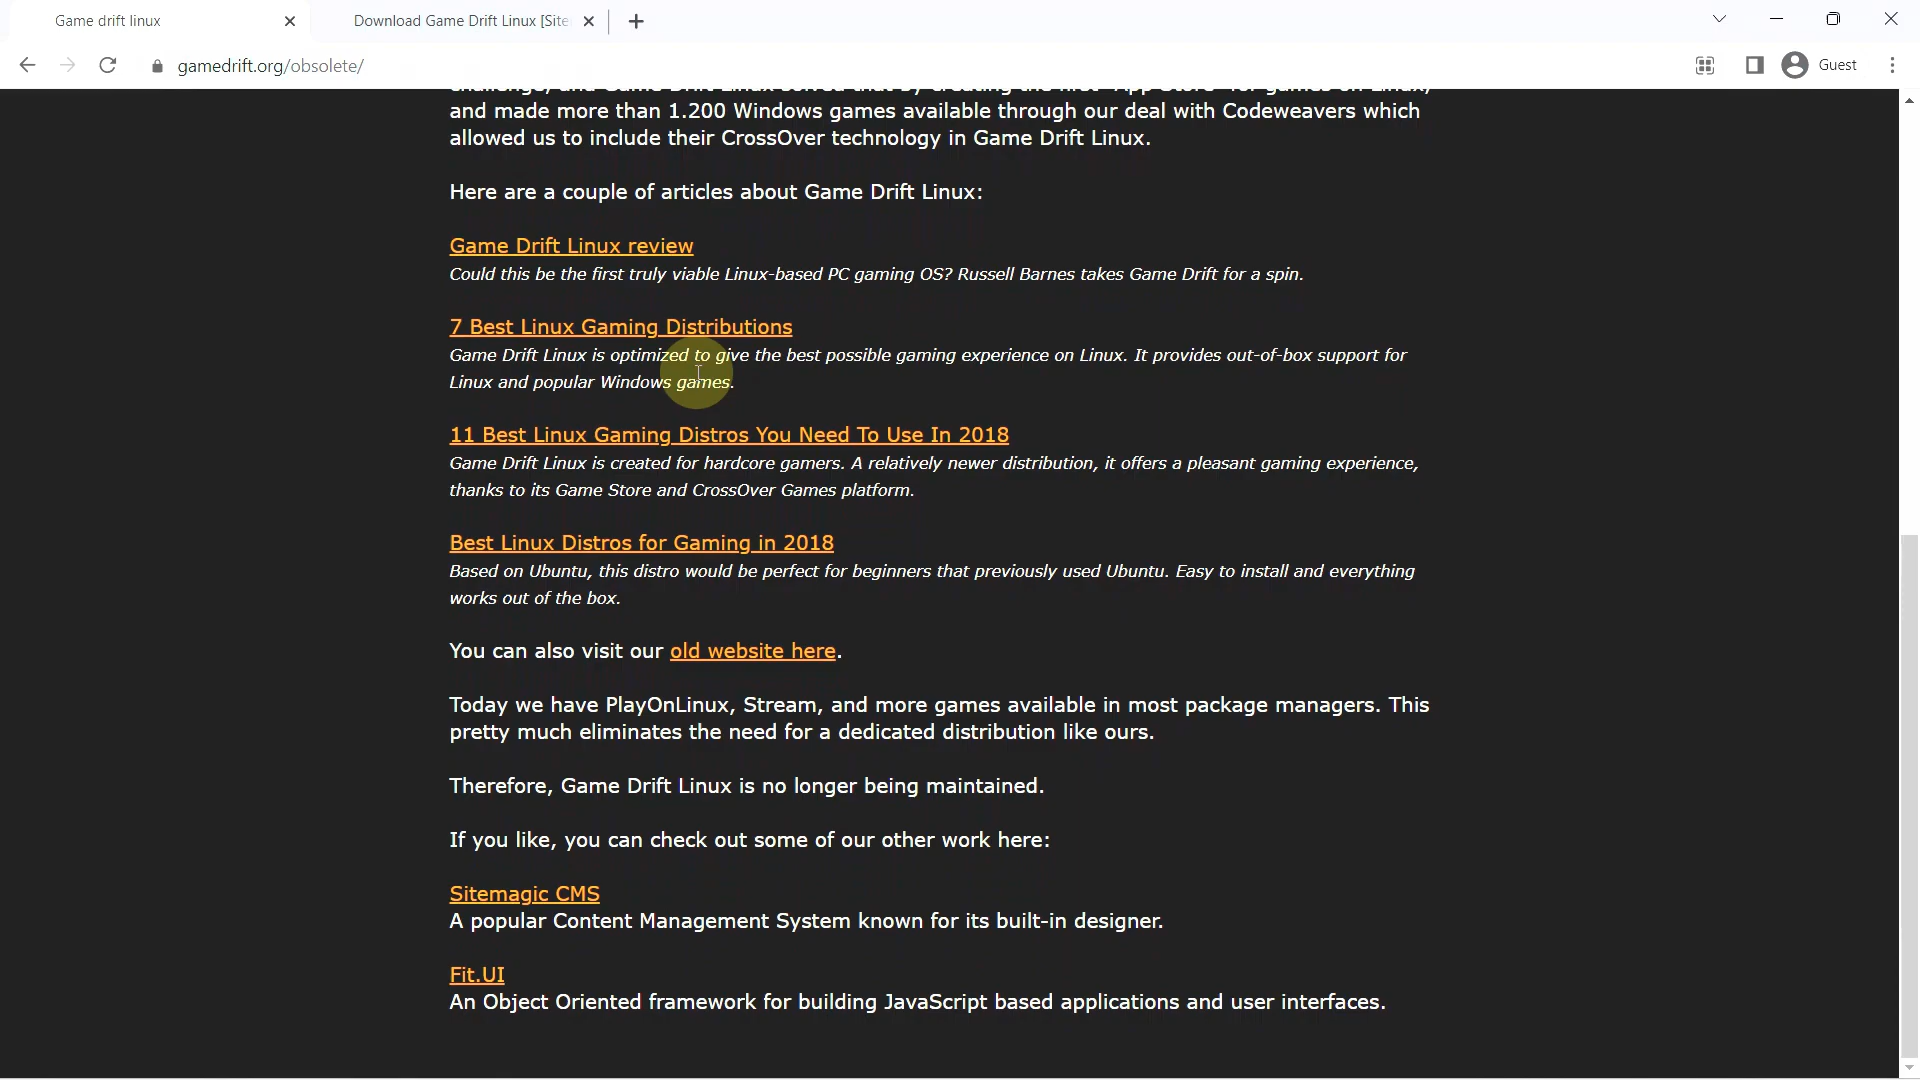 Game drift linux
Download Game Drift Linux [Site
gamedrift.org/obsolete/
Guest
challenge, and Game Drift Linux solved that by creating the first "App Store" for games on Linux,
and made more than 1.200 Windows games available through our deal with Codeweavers which
allowed us to include their CrossOver technology in Game Drift Linux.
Here are a couple of articles about Game Drift Linux:
Game Drift Linux review
Could this be the first truly viable Linux-based PC gaming OS? Russell Barnes takes Game Drift for a spin.
7 Best Linux Gaming Distributions
Game Drift Linux is optimized to give the best possible gaming experience on Linux. It provides out-of-box support for
Linux and popular Windows games.
11 Best Linux Gaming Distros You Need To Use In 2018
Game Drift Linux is created for hardcore gamers. A relatively newer distribution, it offers a pleasant gaming experience,
thanks to its Game Store and CrossOver Games platform.
Best Linux Distros for Gaming in 2018
Based on Ubuntu, this distro would be perfect for beginners that previously used Ubuntu. Easy to install and everything
works out of the box.
You can also visit our old website here.
Today we have PlayOnLinux, Stream, and more games available in most package managers. This
pretty much eliminates the need for a dedicated distribution like ours.
Therefore, Game Drift Linux is no longer being maintained.
If you like, you can check out some of our other work here:
Sitemagic CMS
A popular Content Management System known for its built-in designer.
Fit.UI
An Object Oriented framework for building JavaScript based applications and user interfaces.